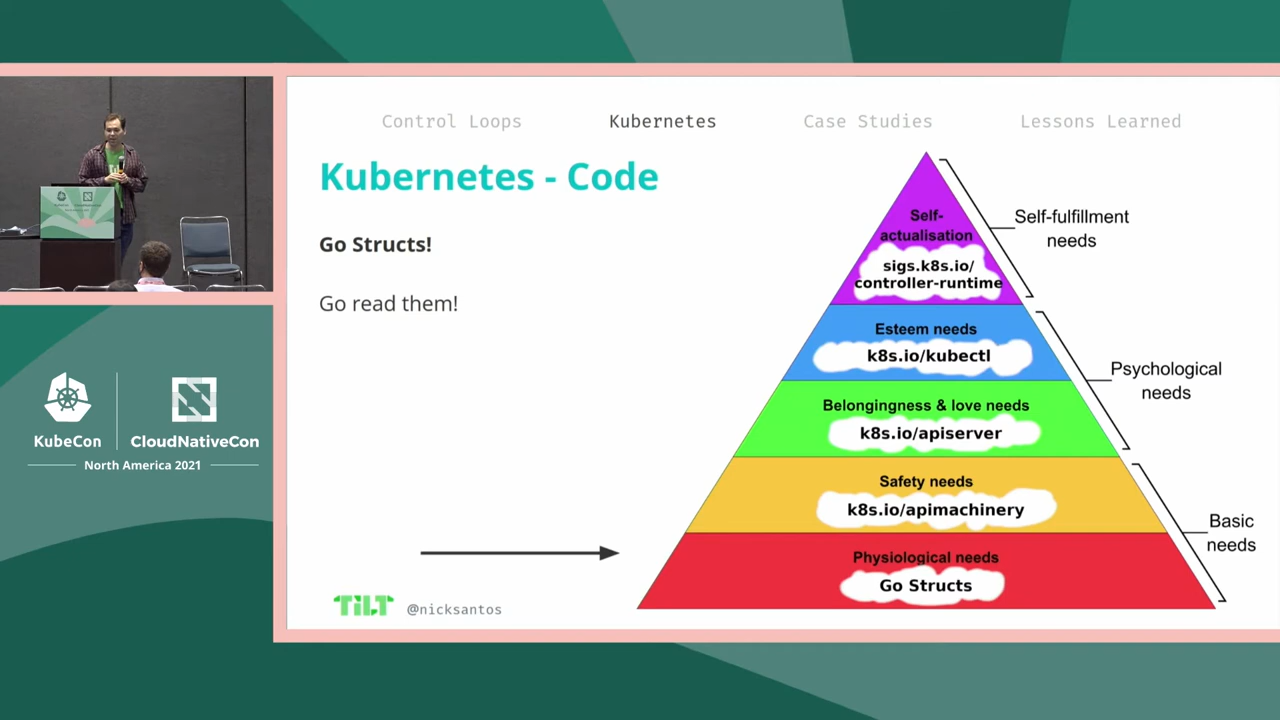 Control Loops
Kubernetes
Case Studies
Lessons Learned
Kubernetes - Code
Go Structs!
Go read them!
Self-
actualisation
sigs.k8s.io/
controller-runtime
Self-fulfillment
needs
Esteem needs
k8s.io/kubectl
Belongingness & love needs
k8s.io/apiserver
Psychological
needs
Safety needs
k8s.io/apimachinery
Physiological needs
Go Structs
Basic
needs
TiLT
@nicksantos
KubeCon
CloudNativeCon
North America 2021